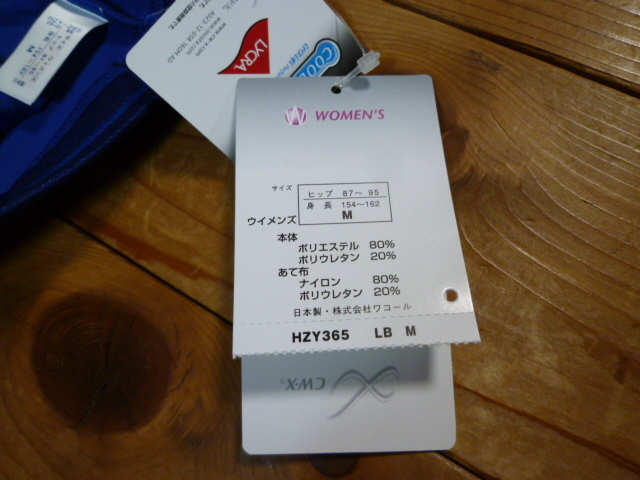 LYCRA
COOL
WOMEN'S
サイズ
ヒップ 87〜 95
身 長 154〜162
ウイメンズ M
本体
ポリエステル 80%
ポリウレタン 20%
あて布
ナイロン 80%
ポリウレタン 20%
日本製・株式会社ワコール
HZY365 LB M
CW-X